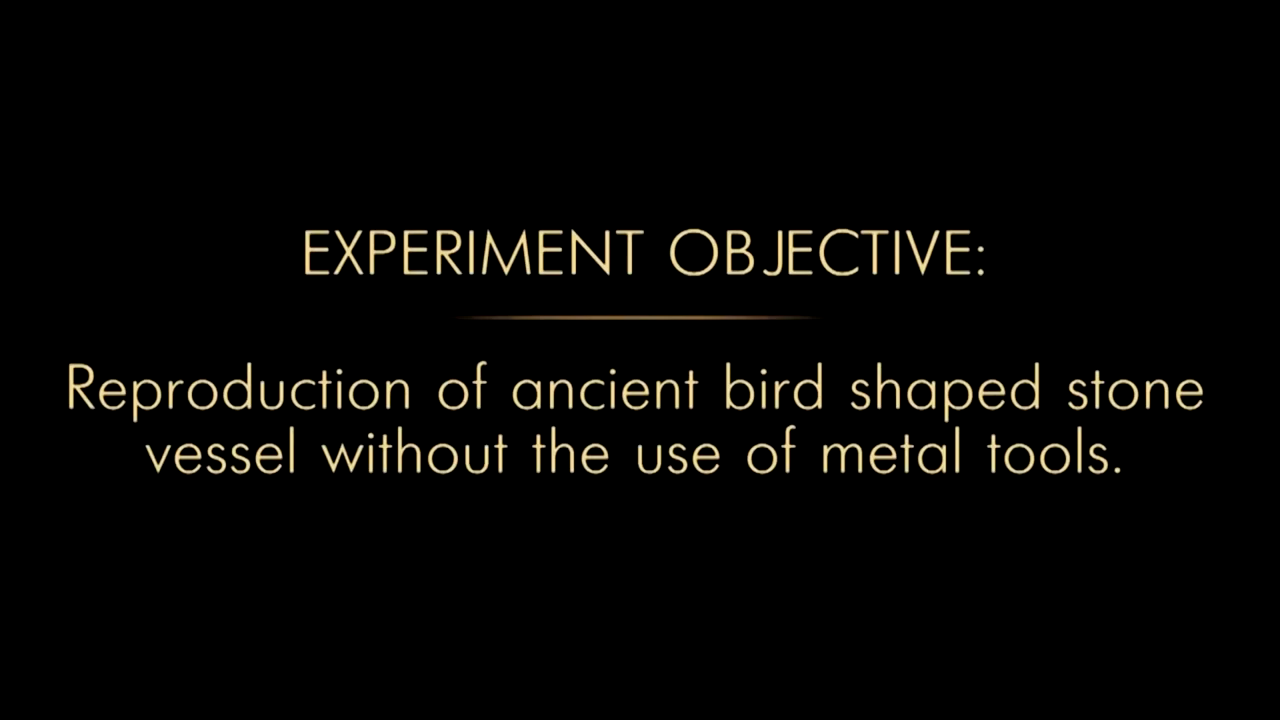 EXPERIMENT OBJECTIVE:
Reproduction of ancient bird shaped stone
vessel without the use of metal tools.